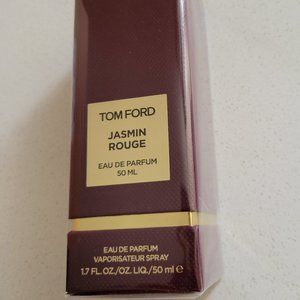 TOM FORD
JASMIN
ROUGE
EAU DE PARFUM
50 ML
EAU DE PARFUM
VAPORISATEUR SPRAY
1.7 FL.OZ./OZ. LIQ./50 ml e